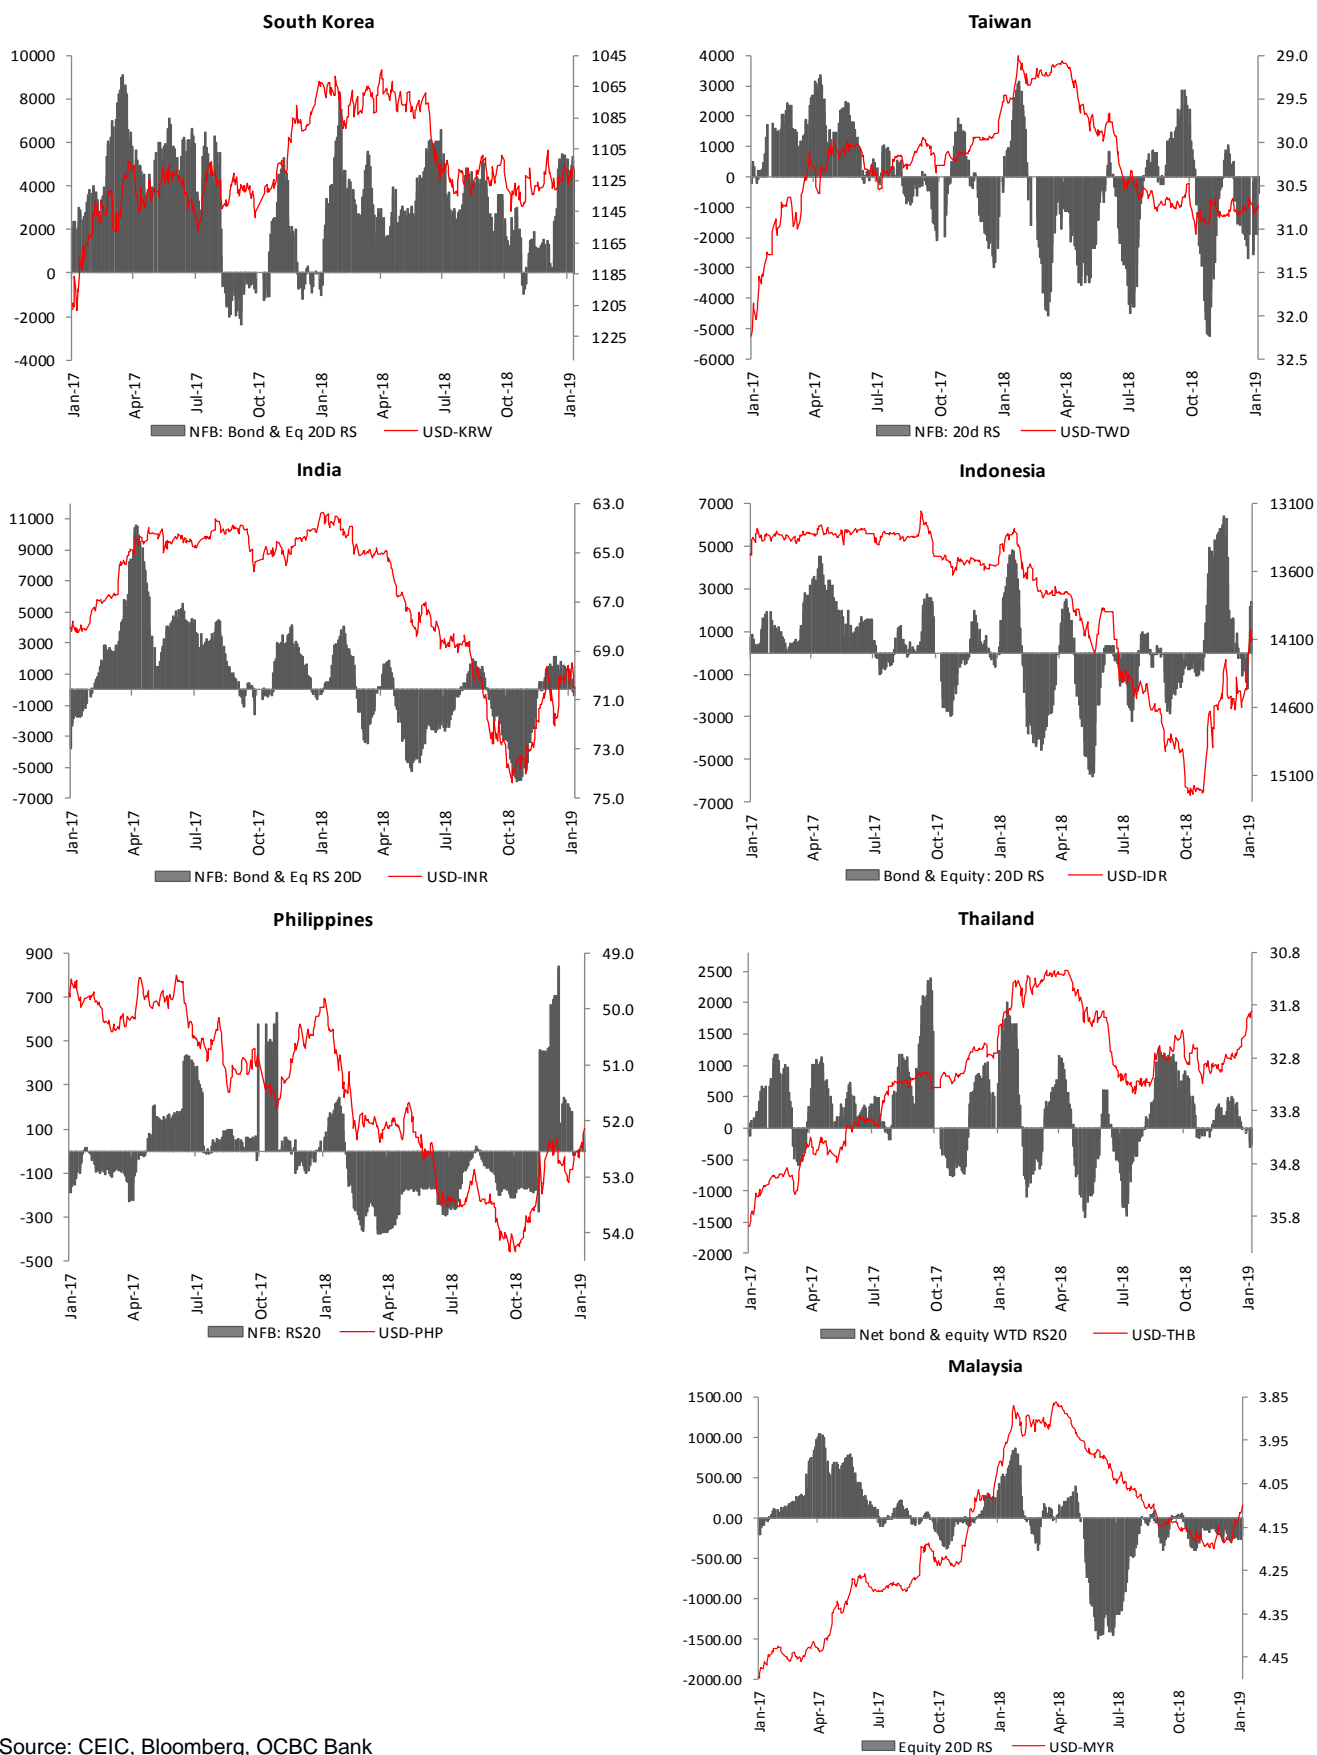 South Korea
10000
8000
6000
4000
2000
0
-2000
-4000
1045
1065
1085
1105
1125
1145
1165
1185
1205
1225
Jan-17
Apr-17
Jul-17
Oct-17
Jan-18
Apr-18
Jul-18
Oct-18
Jan-19
NFB: Bond & Eq 20D RS USD-KRW
Taiwan
4000
3000
2000
1000
0
-1000
-2000
-3000
-4000
-5000
-6000
29.0
29.5
30.0
30.5
31.0
31.5
32.0
32.5
Jan-17
Apr-17
Jul-17
Oct-17
Jan-18
Apr-18
Jul-18
Oct-18
Jan-19
NFB: 20d RS USD-TWD
India
11000
9000
7000
5000
3000
1000
-1000
-3000
-5000
-7000
63.0
65.0
67.0
69.0
71.0
73.0
75.0
Jan-17
Apr-17
Jul-17
Oct-17
Jan-18
Apr-18
Jul-18
Oct-18
Jan-19
NFB: Bond & Eq RS 20D USD-INR
Indonesia
7000
5000
3000
1000
-1000
-3000
-5000
-7000
13100
13600
14100
14600
15100
Jan-17
Apr-17
Jul-17
Oct-17
Jan-18
Apr-18
Jul-18
Oct-18
Jan-19
Bond & Equity: 20D RS USD-IDR
Philippines
900
700
500
300
100
-100
-300
-500
49.0
50.0
51.0
52.0
53.0
54.0
Jan-17
Apr-17
Jul-17
Oct-17
Jan-18
Apr-18
Jul-18
Oct-18
Jan-19
NFB: RS20 USD-PHP
Thailand
2500
2000
1500
1000
500
0
-500
-1000
-1500
-2000
30.8
31.8
32.8
33.8
34.8
35.8
Jan-17
Apr-17
Jul-17
Oct-17
Jan-18
Apr-18
Jul-18
Oct-18
Jan-19
Net bond & equity WTD RS20 USD-THB
Malaysia
1500.00
1000.00
500.00
0.00
-500.00
-1000.00
-1500.00
-2000.00
3.85
3.95
4.05
4.15
4.25
4.35
4.45
Jan-17
Apr-17
Jul-17
Oct-17
Jan-18
Apr-18
Jul-18
Oct-18
Jan-19
Equity 20D RS USD-MYR
Source: CEIC, Bloomberg, OCBC Bank